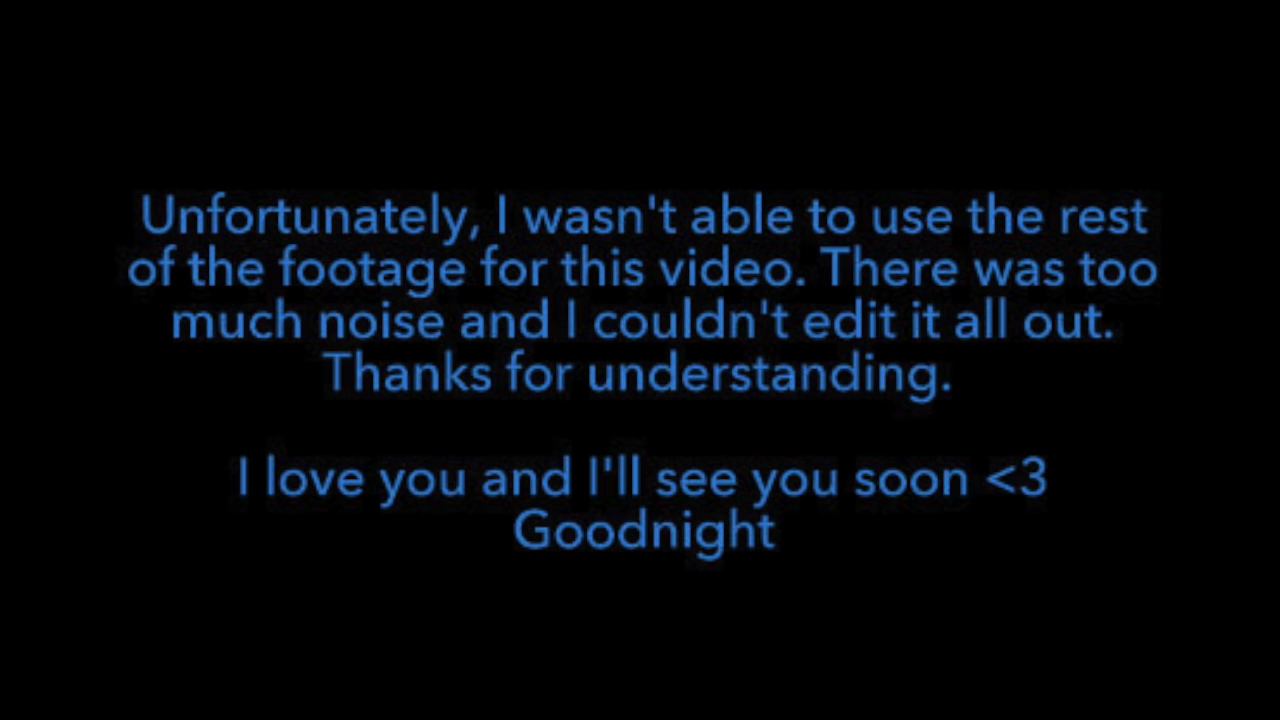 Unfortunately, I wasn't able to use the rest
of the footage for this video. There was too
much noise and I couldn't edit it all out.
Thanks for understanding.
I love you and I'll see you soon <3
Goodnight